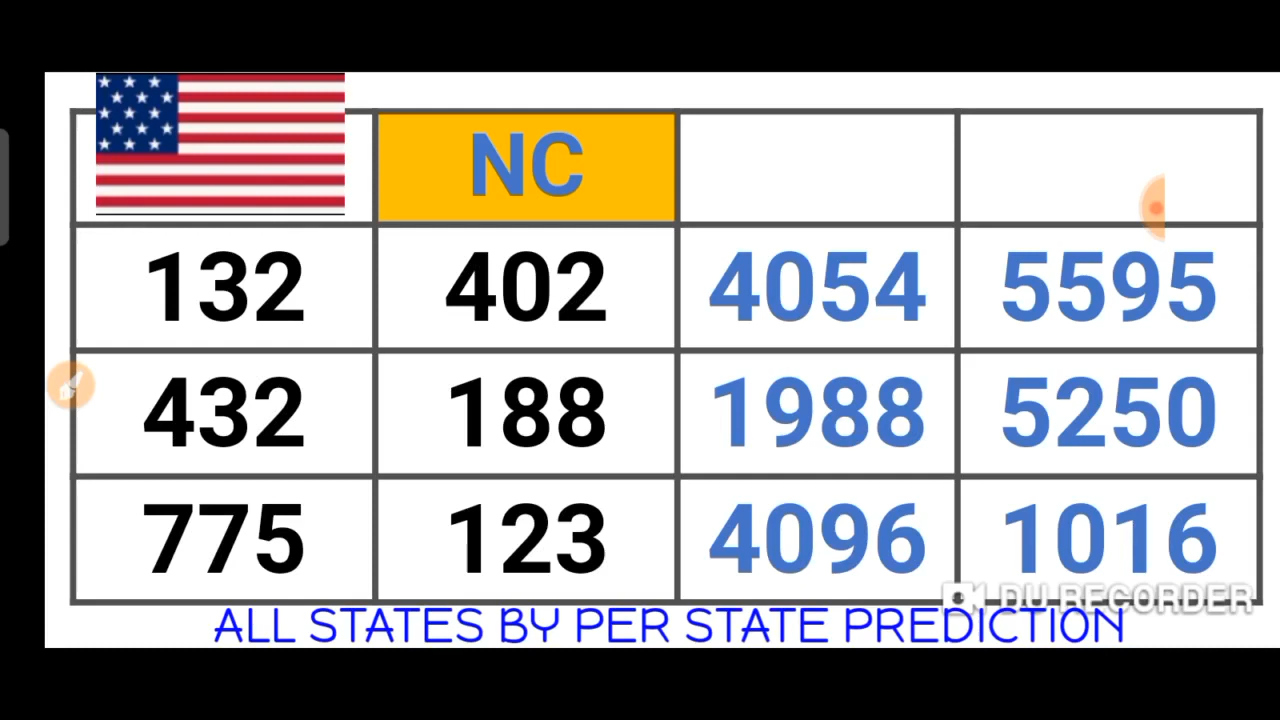 NC
132 402 4054 5595
432 188 1988 5250
775 123 4096 1016
DU RECORDER
ALL STATES BY PER STATE PREDICTION